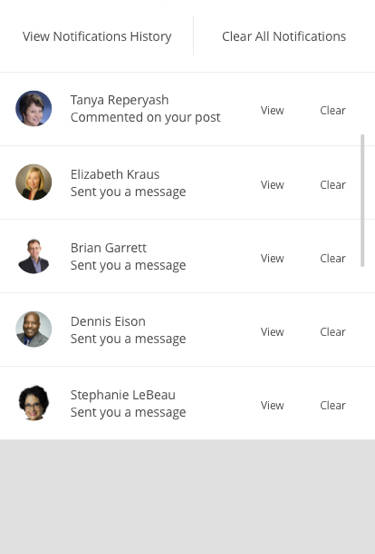 View Notifications History Clear All Notifications
Tanya Reperyash
Commented on your post
View Clear
Elizabeth Kraus
Sent you a message
View Clear
Brian Garrett
Sent you a message
View Clear
Dennis Eison
Sent you a message
View Clear
Stephanie LeBeau
Sent you a message
View Clear